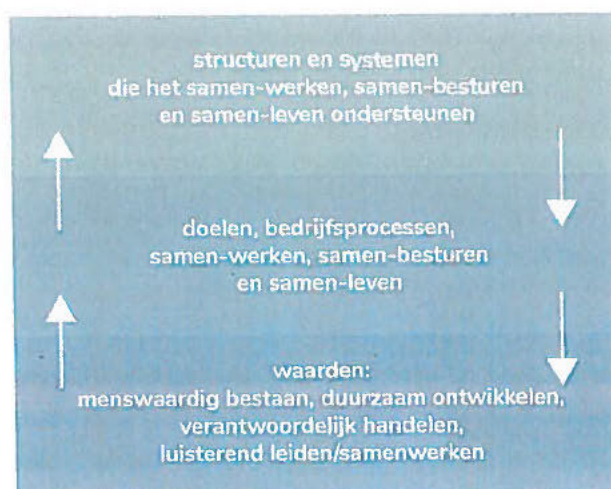 structuren en systemen
die het samen-werken, samen-besturen
en samen-leven ondersteunen
doelen, bedrijfsprocessen,
samen-werken, samen-besturen
en samen-leven
waarden:
menswaardig bestaan, duurzaam ontwikkelen,
verantwoordelijk handelen,
luisterend leiden/samenwerken